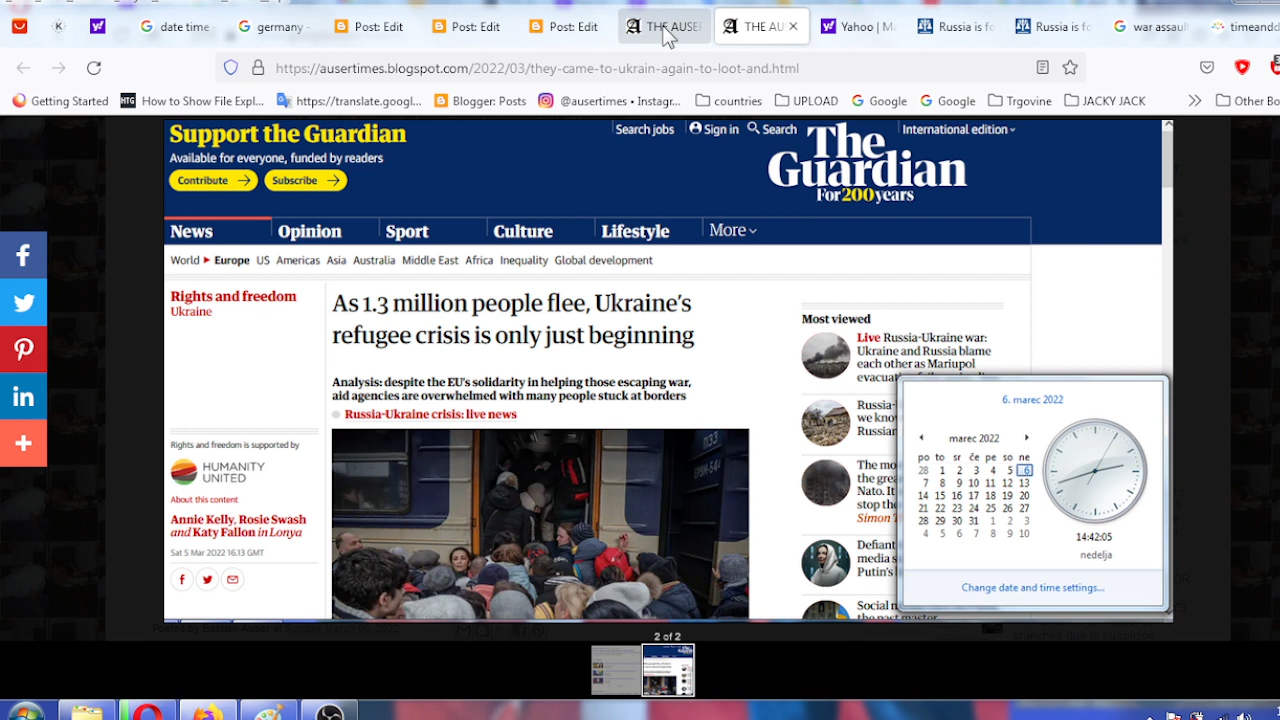 date time -
germany -
Post: Edit
Post: Edit
Post: Edit
THE AUSER
THE AU
Yahoo | Ma
Russia is fo
Russia is fo
war assaul
timeandd
https://ausertimes.blogspot.com/2022/03/they-came-to-ukrain-again-to-loot-and.html
Getting Started
HTG How to Show File Expl...
https://translate.googl...
Blogger: Posts
@ausertimes • Instagr...
countries
UPLOAD
Google
Google
Trgovine
JACKY JACK
Other Bo
Support the Guardian
Available for everyone, funded by readers
Contribute → Subscribe →
Search jobs Sign in Search
International edition
The
Guardian
For 200 years
News Opinion Sport Culture Lifestyle More
World Europe US Americas Asia Australia Middle East Africa Inequality Global development
Rights and freedom
Ukraine
As 1.3 million people flee, Ukraine’s
refugee crisis is only just beginning
Analysis: despite the EU’s solidarity in helping those escaping war,
aid agencies are overwhelmed with many people stuck at borders
Russia-Ukraine crisis: live news
Rights and freedom is supported by
HUMANITY
UNITED
About this content
Annie Kelly, Rosie Swash
and Katy Fallon in Lonya
Sat 5 Mar 2022 16.13 GMT
Most viewed
Live Russia-Ukraine war:
Ukraine and Russia blame
each other as Mariupol
Russia-
we kno
Russian
The mo
the grea
Nato. It
stop the
Simon T
Defiant
media s
Putin’s
Social n
the past master
6. marec 2022
marec 2022
po to sr če pe so ne
28 1 2 3 4 5 6
7 8 9 10 11 12 13
14 15 16 17 18 19 20
21 22 23 24 25 26 27
28 29 30 31 1 2 3
4 5 6 7 8 9 10
14:42:05
nedelja
Change date and time settings...
2 of 2